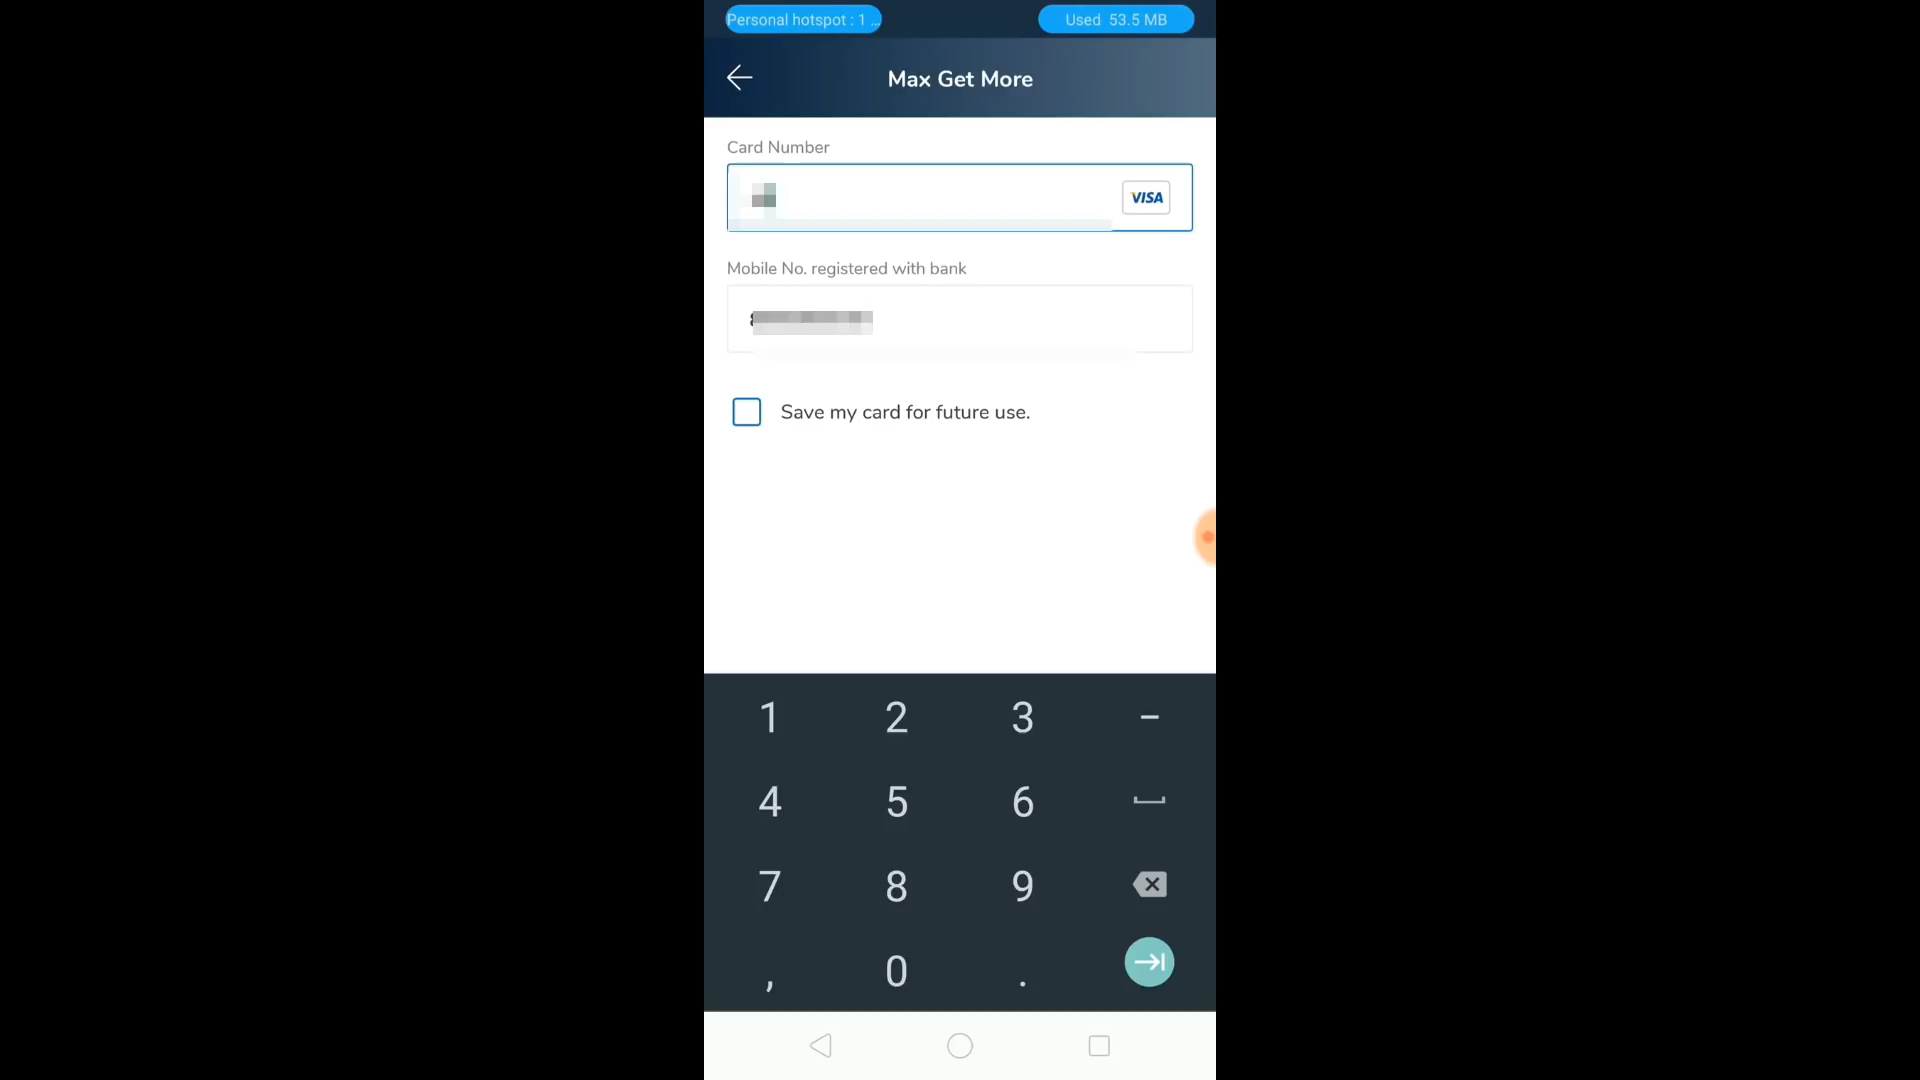 Personal hotspot : 1 ...
Used 53.5 MB
Max Get More
Card Number
VISA
Mobile No. registered with bank
Save my card for future use.
1 2 3 –
4 5 6
7 8 9
, 0 .